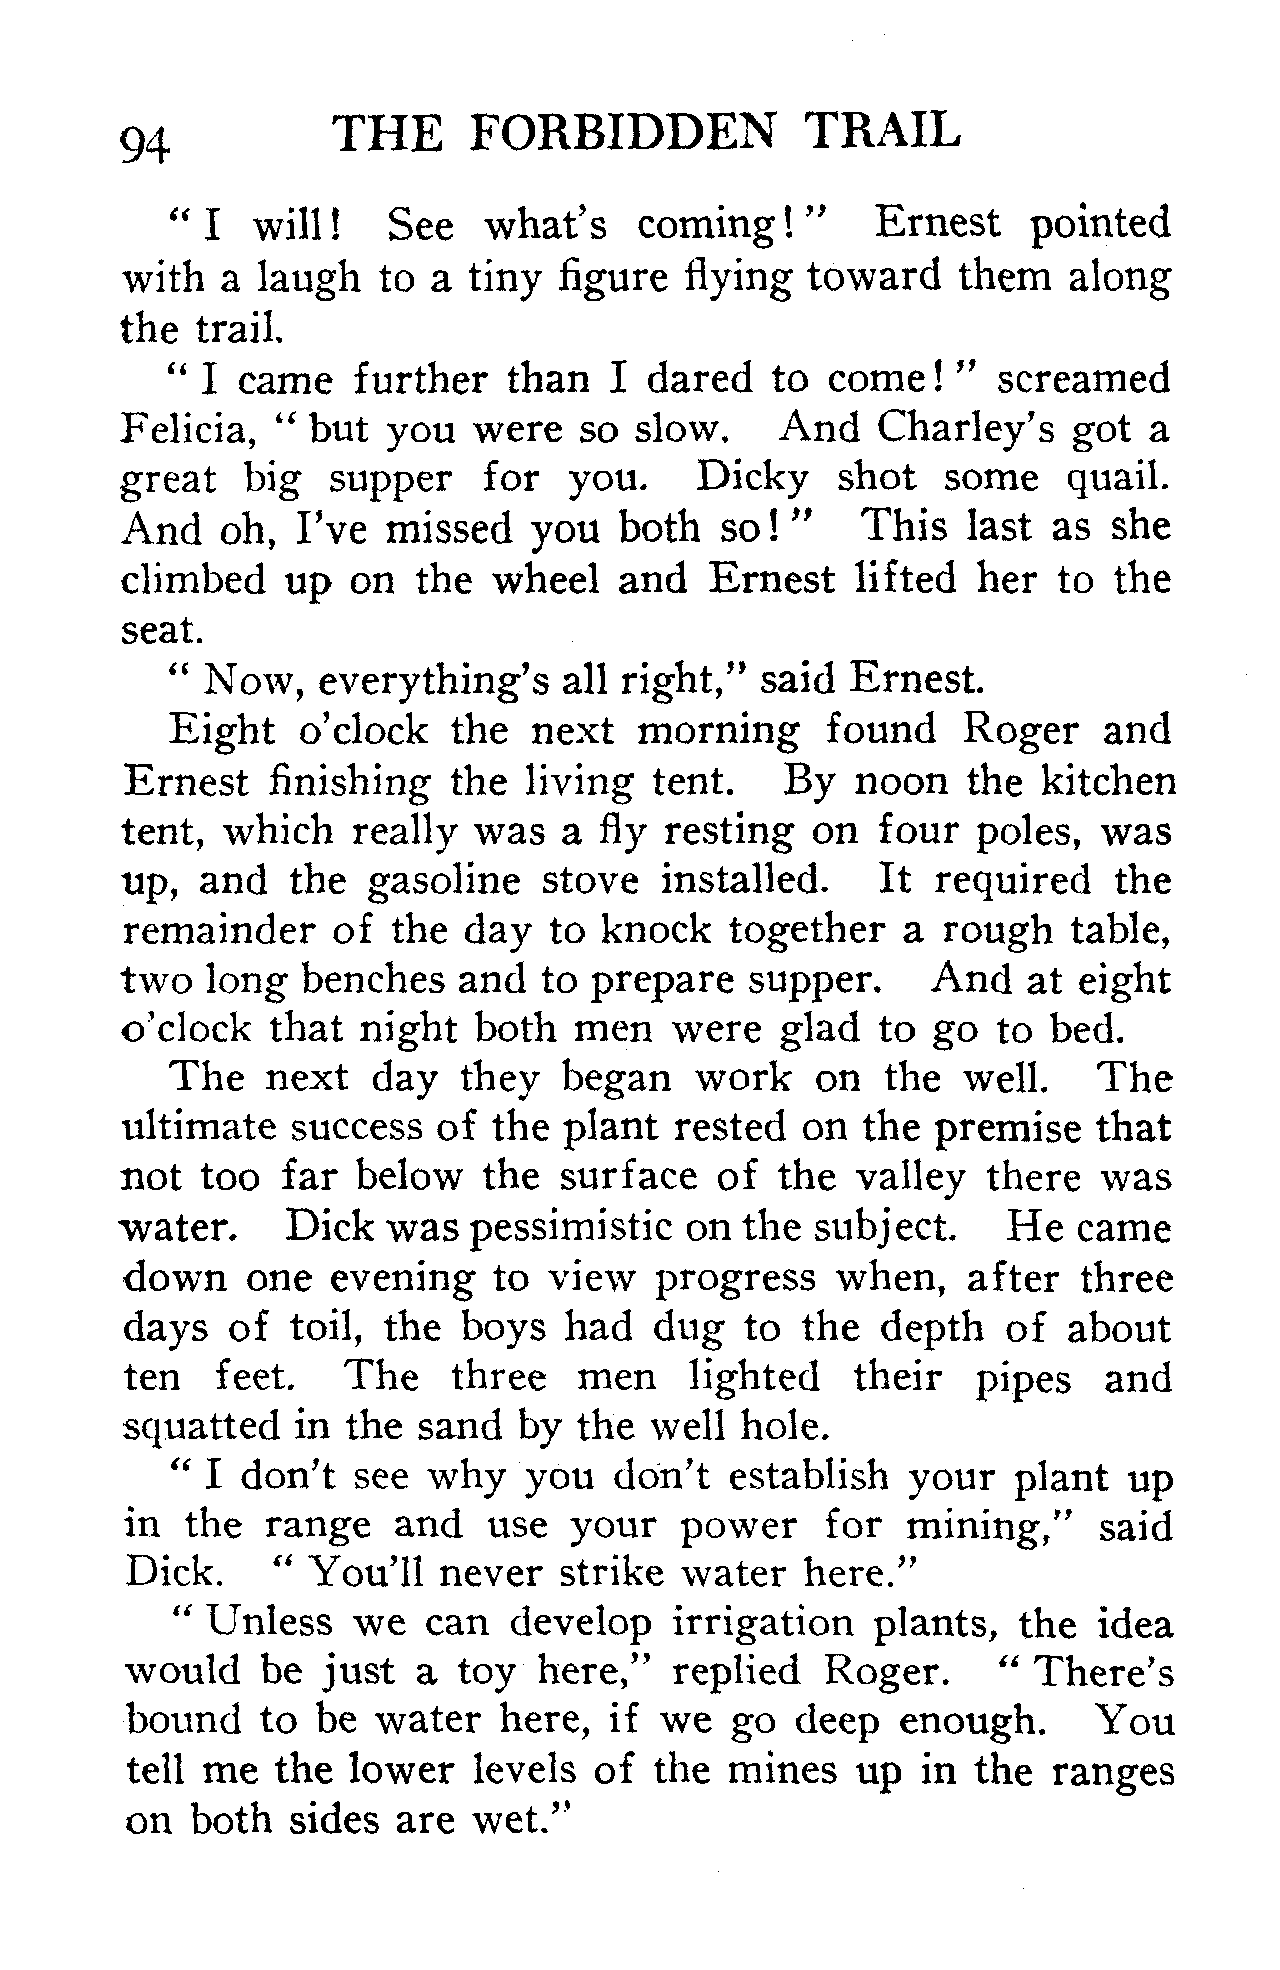 94 THE FORBIDDEN TRAIL
" I will! See what's coming! " Ernest pointed
with a laugh to a tiny figure flying toward them along
the trail.
" I came further than I dared to come! " screamed
Felicia, " but you were so slow. And Charley's got a
great big supper for you. Dicky shot some quail.
And oh, I've missed you both so! " This last as she
climbed up on the wheel and Ernest lifted her to the
seat.
" Now, everything's all right," said Ernest.
Eight o'clock the next morning found Roger and
Ernest finishing the living tent. By noon the kitchen
tent, which really was a fly resting on four poles, was
up, and the gasoline stove installed. It required the
remainder of the day to knock together a rough table,
two long benches and to prepare supper. And at eight
o'clock that night both men were glad to go to bed.
The next day they began work on the well. The
ultimate success of the plant rested on the premise that
not too far below the surface of the valley there was
water. Dick was pessimistic on the subject. He came
down one evening to view progress when, after three
days of toil, the boys had dug to the depth of about
ten feet. The three men lighted their pipes and
squatted in the sand by the well hole.
" I don't see why you don't establish your plant up
in the range and use your power for mining," said
Dick. " You'll never strike water here."
" Unless we can develop irrigation plants, the idea
would be just a toy here," replied Roger. " There's
bound to be water here, if we go deep enough. You
tell me the lower levels of the mines up in the ranges
on both sides are wet."